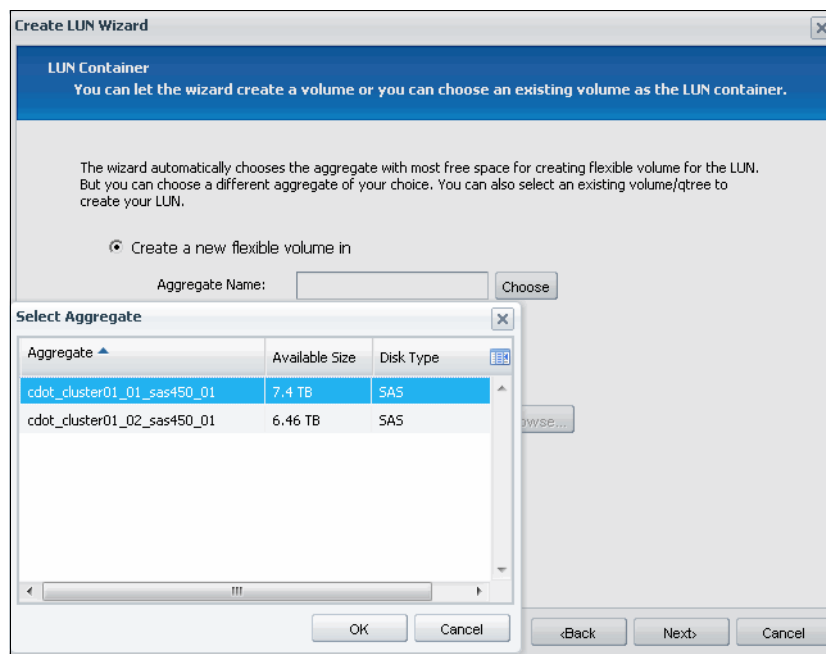 Create LUN Wizard
LUN Container
You can let the wizard create a volume or you can choose an existing volume as the LUN container.
The wizard automatically chooses the aggregate with most free space for creating flexible volume for the LUN.
But you can choose a different aggregate of your choice. You can also select an existing volume/qtree to
create your LUN.
Create a new flexible volume in
Aggregate Name:
Choose
Select Aggregate
Aggregate Available Size Disk Type
cdot_cluster01_01_sas450_01 7.4 TB SAS
cdot_cluster01_02_sas450_01 6.46 TB SAS
OK Cancel
<Back Next> Cancel